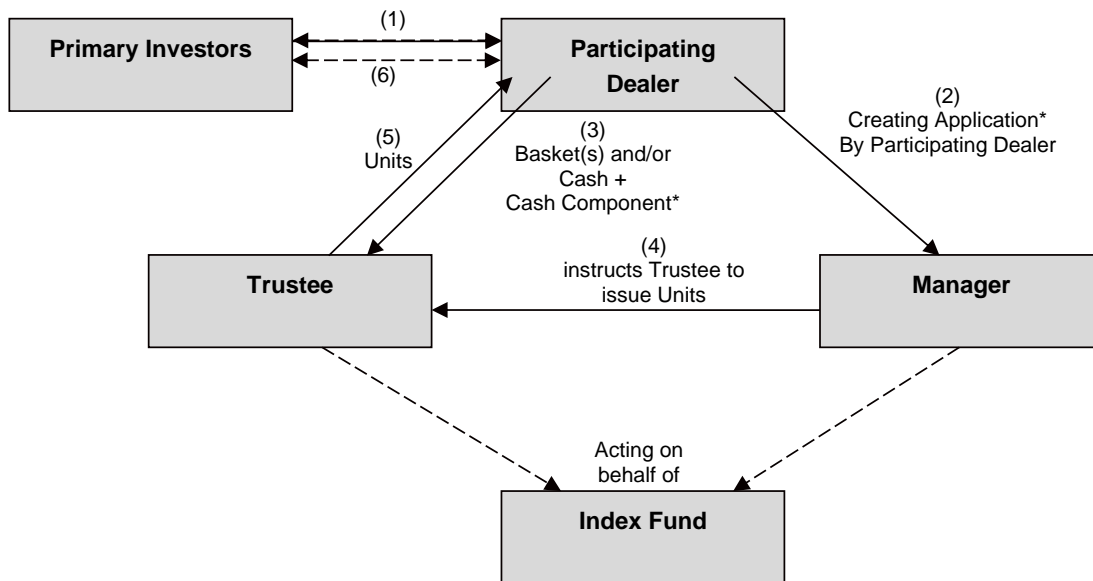 (1)
Primary Investors
Participating
Dealer
(6)
(2)
Creating Application*
By Participating Dealer
(5)
Units
(3)
Basket(s) and/or
Cash +
Cash Component*
(4)
instructs Trustee to
issue Units
Trustee
Manager
Acting on
behalf of
Index Fund